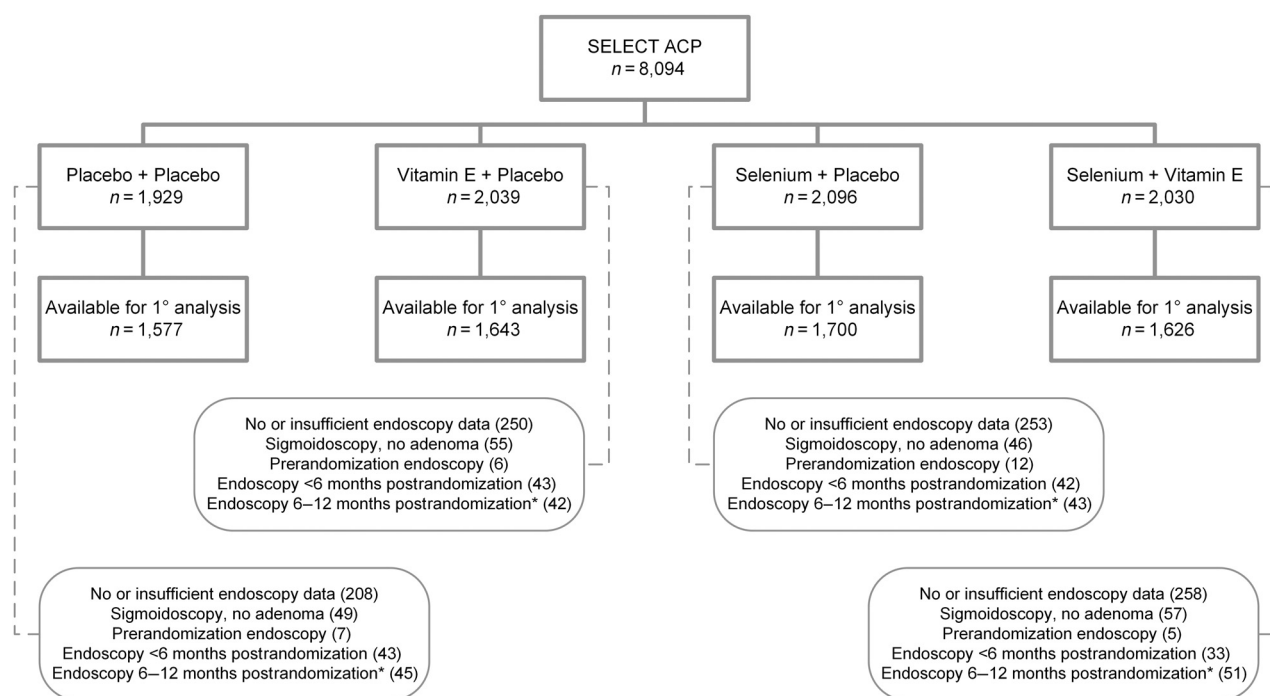 SELECT ACP
n = 8,094
Placebo + Placebo
n = 1,929
Vitamin E + Placebo
n = 2,039
Selenium + Placebo
n = 2,096
Selenium + Vitamin E
n = 2,030
Available for 1° analysis
n = 1,577
Available for 1° analysis
n = 1,643
Available for 1° analysis
n = 1,700
Available for 1° analysis
n = 1,626
No or insufficient endoscopy data (250)
Sigmoidoscopy, no adenoma (55)
Prerandomization endoscopy (6)
Endoscopy <6 months postrandomization (43)
Endoscopy 6–12 months postrandomization* (42)
No or insufficient endoscopy data (253)
Sigmoidoscopy, no adenoma (46)
Prerandomization endoscopy (12)
Endoscopy <6 months postrandomization (42)
Endoscopy 6–12 months postrandomization* (43)
No or insufficient endoscopy data (208)
Sigmoidoscopy, no adenoma (49)
Prerandomization endoscopy (7)
Endoscopy <6 months postrandomization (43)
Endoscopy 6–12 months postrandomization* (45)
No or insufficient endoscopy data (258)
Sigmoidoscopy, no adenoma (57)
Prerandomization endoscopy (5)
Endoscopy <6 months postrandomization (33)
Endoscopy 6–12 months postrandomization* (51)